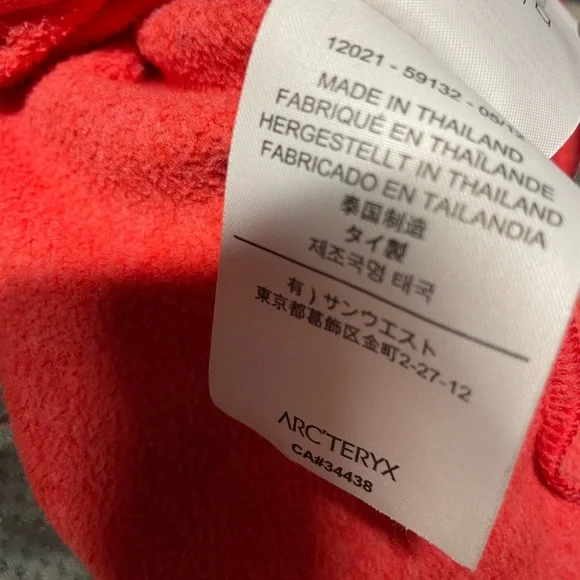 12021 - 59132 -
MADE IN THAILAND
FABRIQUÉ EN THAÏLANDE
HERGESTELLT IN THAILAND
FABRICADO EN TAILANDIA
泰国制造
タイ製
제조국명 태국
有）サンウエスト
東京都葛飾区金町2-27-12
ARC'TERYX
CA#34438